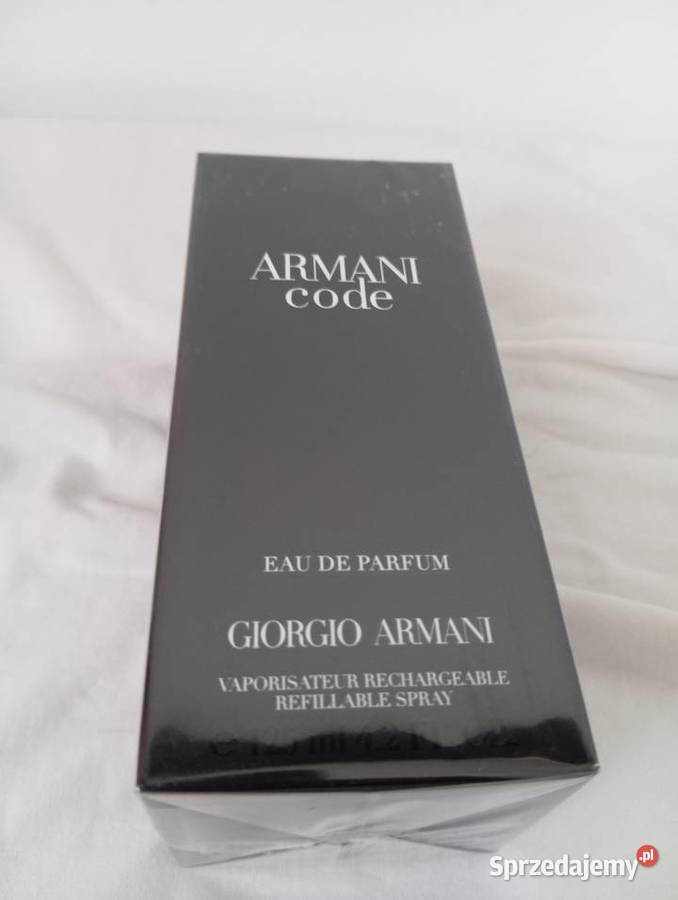 ARMANI
code
EAU DE PARFUM
GIORGIO ARMANI
VAPORISATEUR RECHARGEABLE
REFILLABLE SPRAY
Sprzedajemy.pl